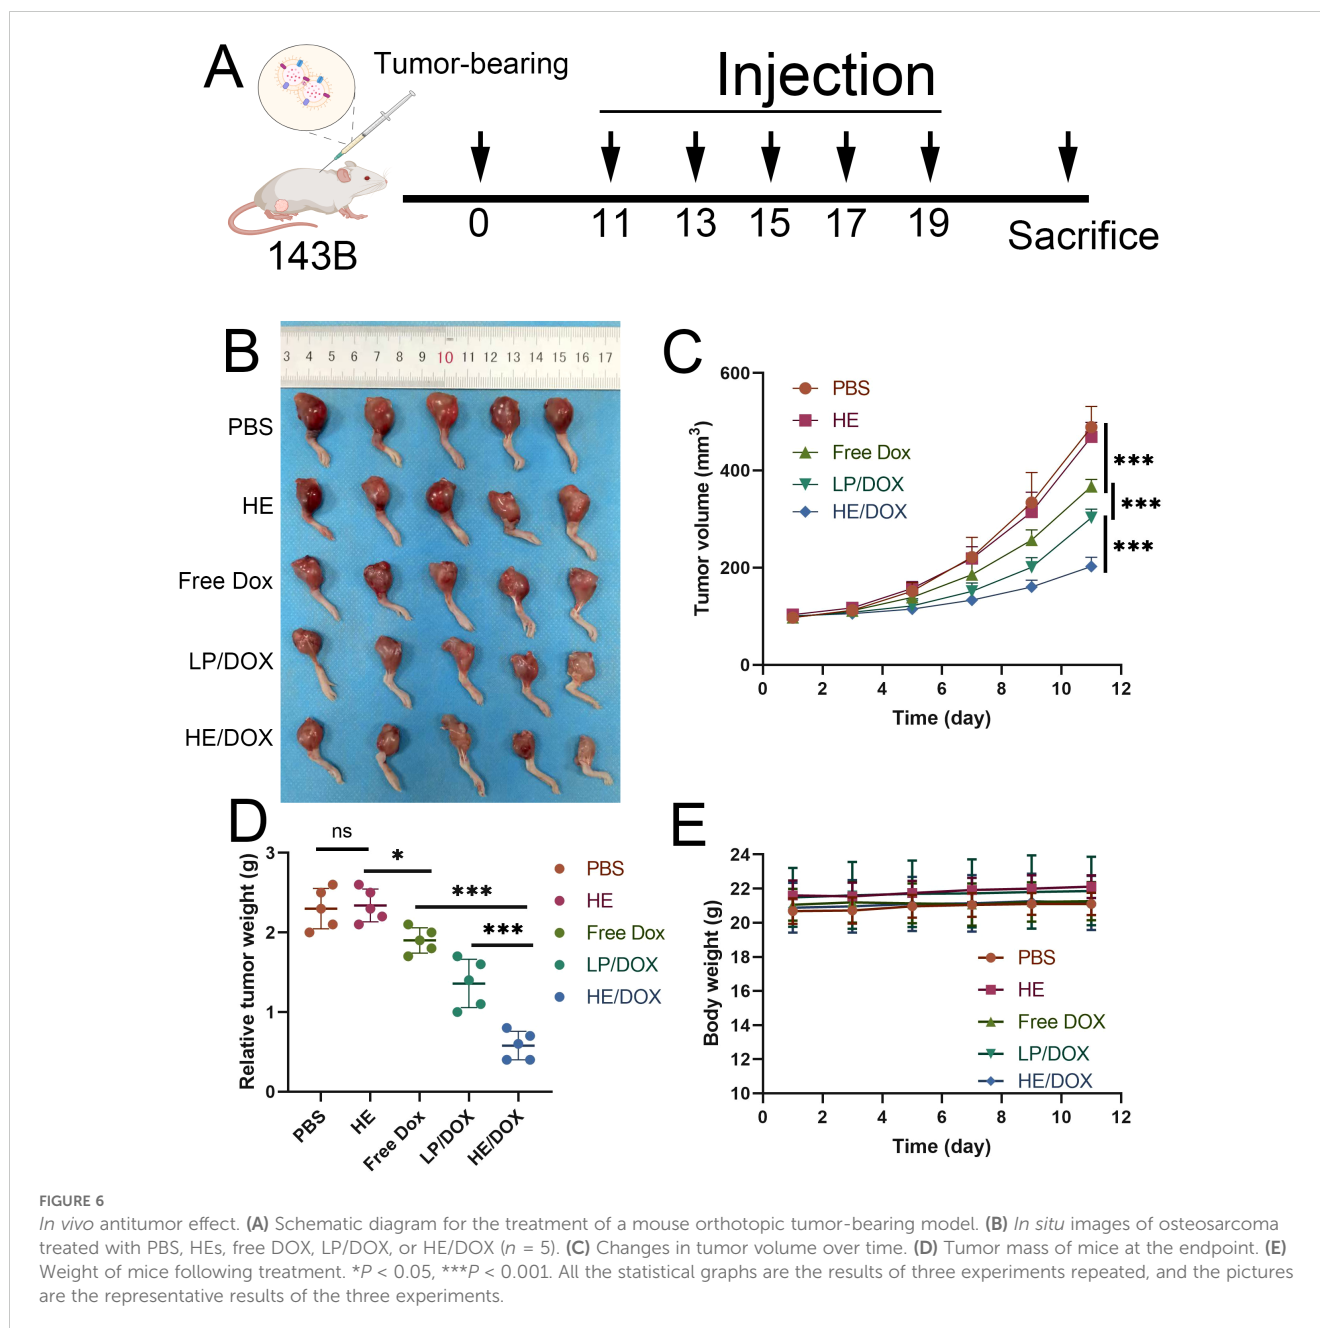 A
Tumor-bearing
Injection
0 11 13 15 17 19
Sacrifice
143B
B
3 4 5 6 7 8 9 10 11 12 13 14 15 16 17
PBS
HE
Free Dox
LP/DOX
HE/DOX
C
600
400
200
0
Tumor volume (mm³)
PBS
HE
Free Dox
LP/DOX
HE/DOX
***
***
***
0 2 4 6 8 10 12
Time (day)
D
ns
*
***
***
3
2
1
0
Relative tumor weight (g)
PBS
HE
Free Dox
LP/DOX
HE/DOX
PBS HE Free Dox LP/DOX HE/DOX
E
24
22
20
18
16
14
12
10
Body weight (g)
PBS
HE
Free DOX
LP/DOX
HE/DOX
0 2 4 6 8 10 12
Time (day)
FIGURE 6
In vivo antitumor effect. (A) Schematic diagram for the treatment of a mouse orthotopic tumor-bearing model. (B) In situ images of osteosarcoma
treated with PBS, HEs, free DOX, LP/DOX, or HE/DOX (n = 5). (C) Changes in tumor volume over time. (D) Tumor mass of mice at the endpoint. (E)
Weight of mice following treatment. *P < 0.05, ***P < 0.001. All the statistical graphs are the results of three experiments repeated, and the pictures
are the representative results of the three experiments.